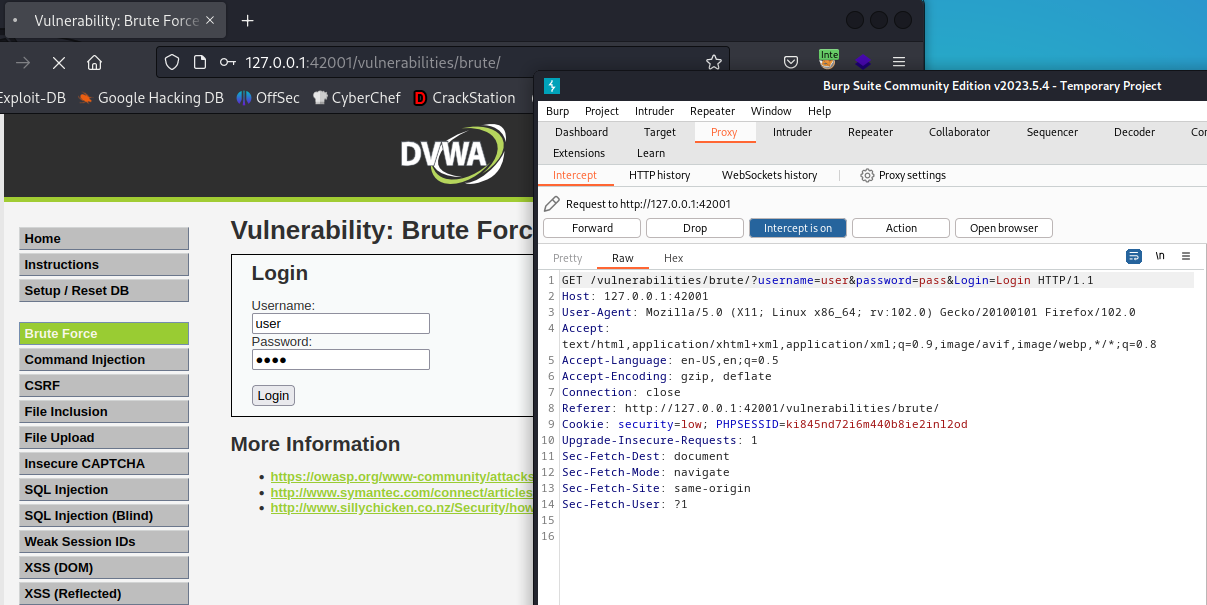 Vulnerability: Brute Force
127.0.0.1:42001/vulnerabilities/brute/
Inte
Exploit-DB Google Hacking DB OffSec CyberChef CrackStation
DVWA
Home
Instructions
Setup / Reset DB
Brute Force
Command Injection
CSRF
File Inclusion
File Upload
Insecure CAPTCHA
SQL Injection
SQL Injection (Blind)
Weak Session IDs
XSS (DOM)
XSS (Reflected)
Vulnerability: Brute Forc
Login
Username:
user
Password:
••••
Login
More Information
• https://owasp.org/www-community/attacks
• http://www.symantec.com/connect/articles
• http://www.sillychicken.co.nz/Security/how
Burp Suite Community Edition v2023.5.4 - Temporary Project
Burp Project Intruder Repeater Window Help
Dashboard Target Proxy Intruder Repeater Collaborator Sequencer Decoder Co
Extensions Learn
Intercept HTTP history WebSockets history Proxy settings
Request to http://127.0.0.1:42001
Forward Drop Intercept is on Action Open browser
Pretty Raw Hex \n
1 GET /vulnerabilities/brute/?username=user&password=pass&Login=Login HTTP/1.1
2 Host: 127.0.0.1:42001
3 User-Agent: Mozilla/5.0 (X11; Linux x86_64; rv:102.0) Gecko/20100101 Firefox/102.0
4 Accept:
text/html,application/xhtml+xml,application/xml;q=0.9,image/avif,image/webp,*/*;q=0.8
5 Accept-Language: en-US,en;q=0.5
6 Accept-Encoding: gzip, deflate
7 Connection: close
8 Referer: http://127.0.0.1:42001/vulnerabilities/brute/
9 Cookie: security=low; PHPSESSID=ki845nd72i6m440b8ie2inl2od
10 Upgrade-Insecure-Requests: 1
11 Sec-Fetch-Dest: document
12 Sec-Fetch-Mode: navigate
13 Sec-Fetch-Site: same-origin
14 Sec-Fetch-User: ?1
15
16